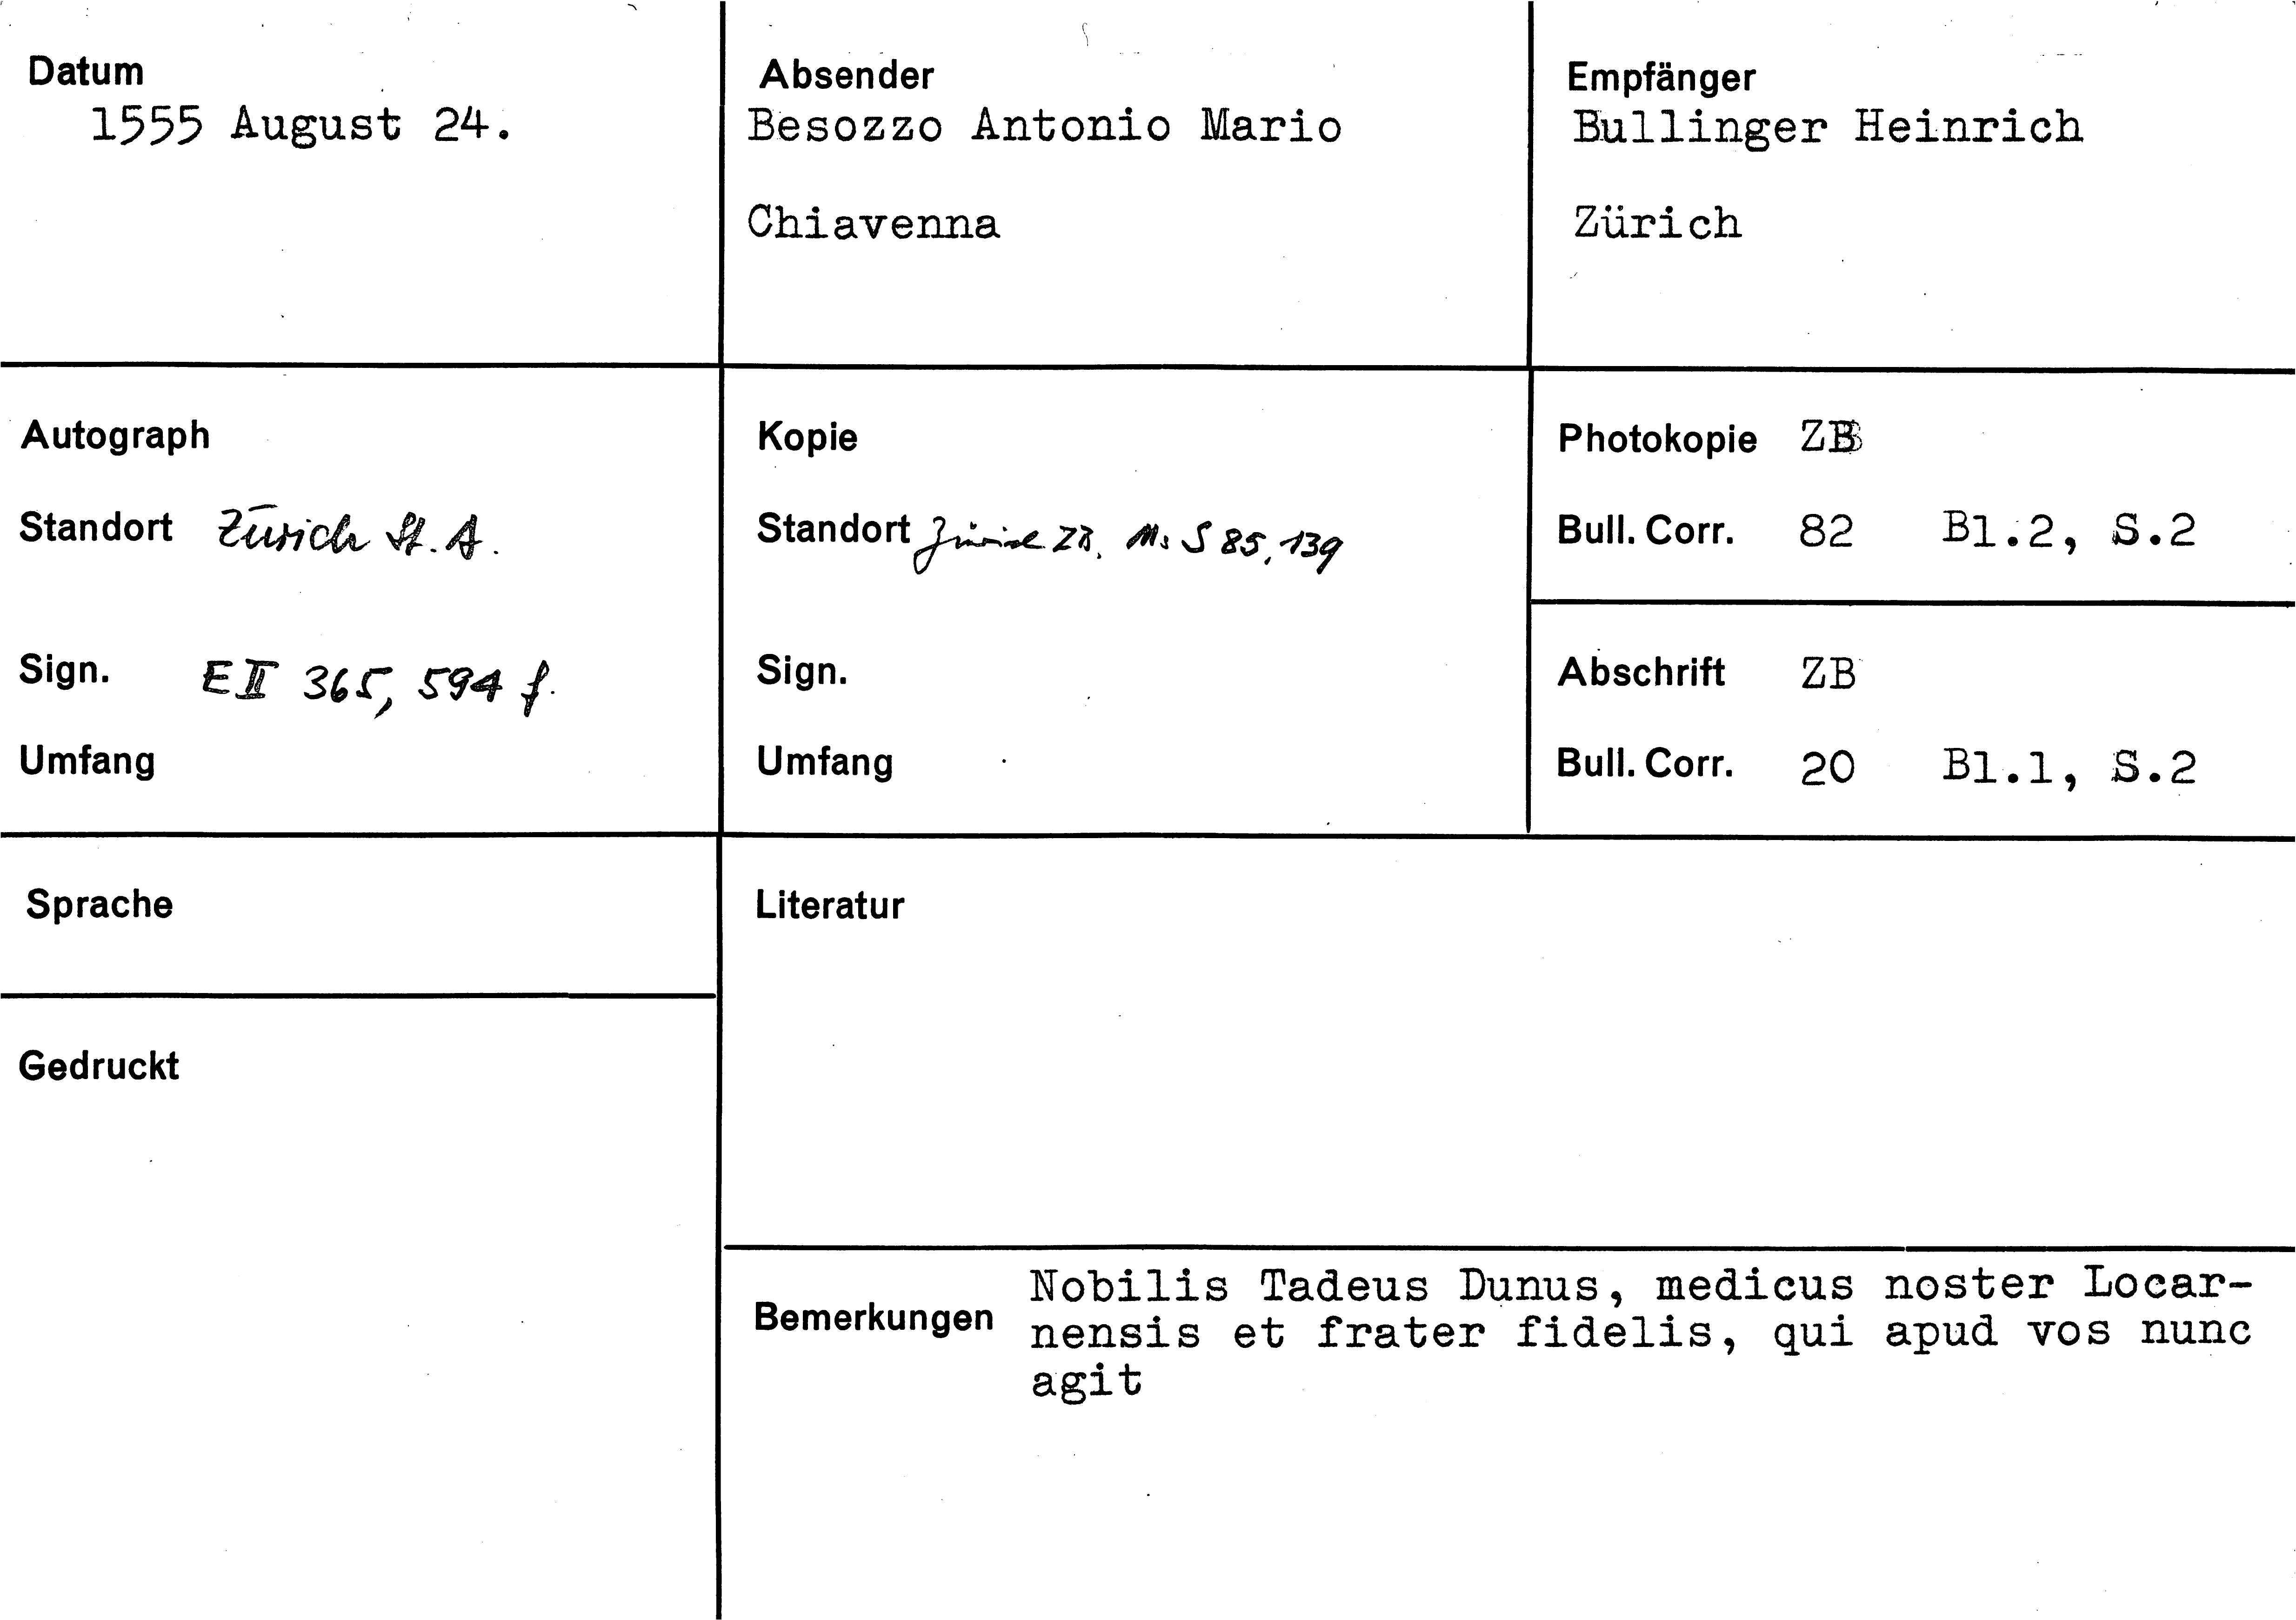 Datum
1555 August 24.
Absender
Besozzo Antonio Mario
Chiavenna
Empfänger
Bullinger Heinrich
Zürich
Autograph
Standort Zürich St. A.
Sign. E II 365, 594 f.
Umfang
Kopie
Standort Zürich ZB, Ms S 85, 139
Sign.
Umfang
Photokopie ZB
Bull. Corr. 82 Bl.2, S.2
Abschrift ZB
Bull. Corr. 20 Bl.1, S.2
Sprache
Gedruckt
Literatur
Bemerkungen
Nobilis Tadeus Dunus, medicus noster Locar-
nensis et frater fidelis, qui apud vos nunc
agit